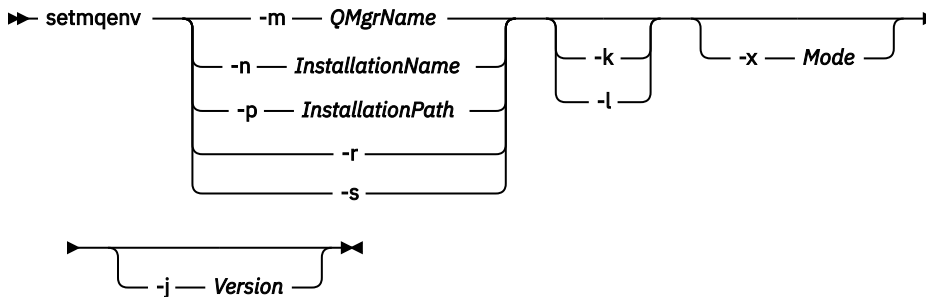 setmqenv -m QMgrName
-n InstallationName
-p InstallationPath
-r
-s
-k
-l
-x Mode
-j Version